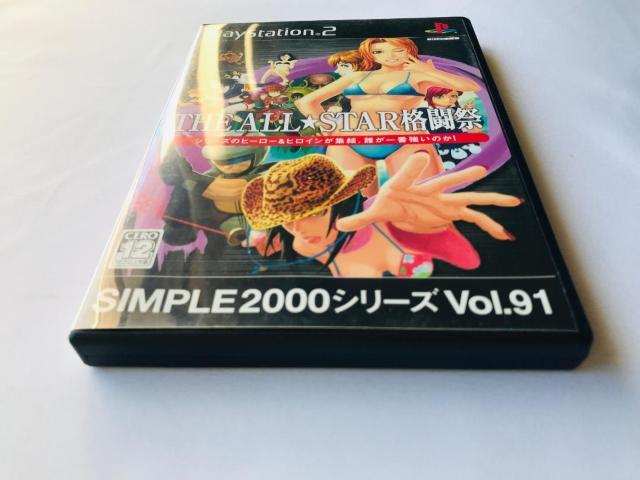 PlayStation.2
THE ALL★STAR格闘祭
シリーズのヒーロー&ヒロインが集結、誰が一番強いのか!
CERO
12
SIMPLE2000シリーズ Vol.91